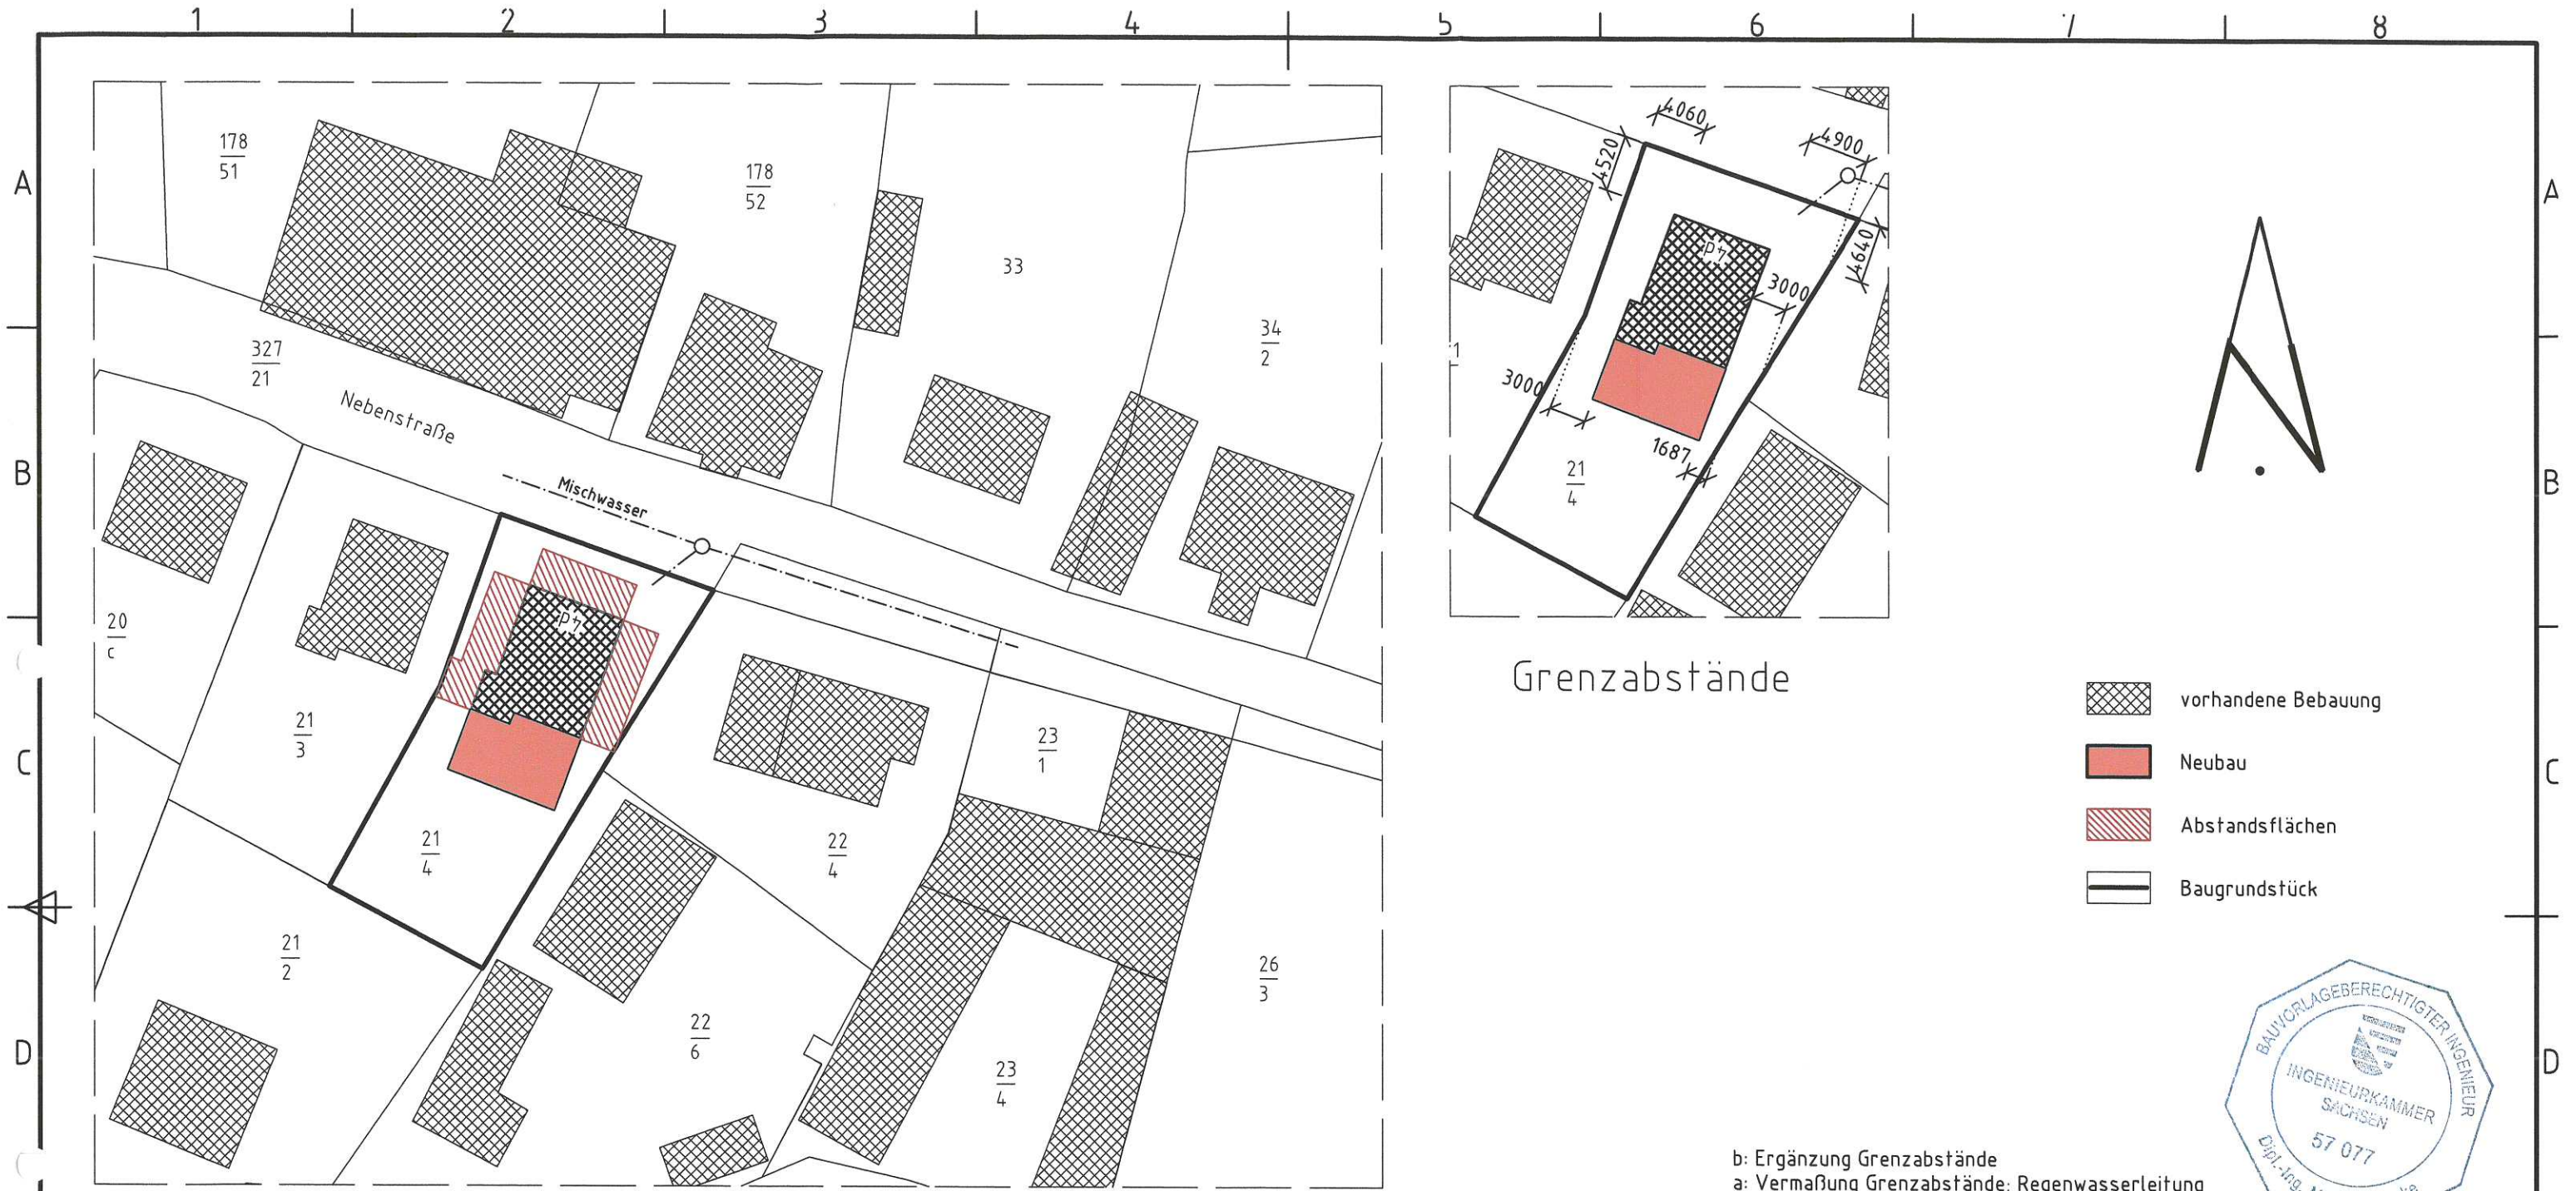 1 2 3 4 5 6 7 8
A
B
C
D
178
51
178
52
33
34
2
327
21
Nebenstraße
Mischwasser
20
c
21
3
21
4
21
2
22
4
22
6
23
1
23
4
26
3
4060
4900
4520
4640
3000
3000
1687
21
4
1
Grenzabstände
vorhandene Bebauung
Neubau
Abstandsflächen
Baugrundstück
A
B
C
D
BAUVORLAGEBERECHTIGTER INGENIEUR
INGENIEURKAMMER
SACHSEN
57 077
Dipl.-Ing.
b: Ergänzung Grenzabstände
a: Vermaßung Grenzabstände; Regenwasserleitung